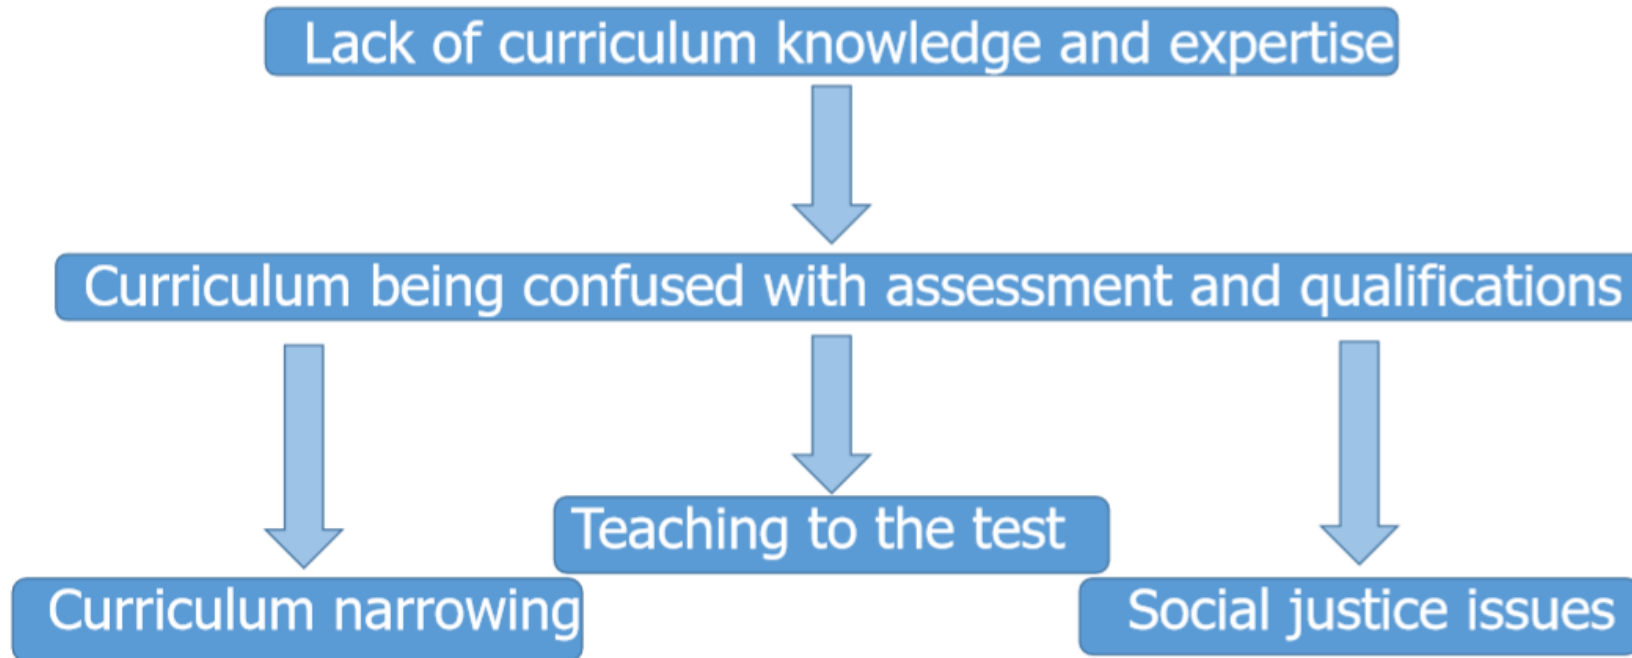 Lack of curriculum knowledge and expertise
Curriculum being confused with assessment and qualifications
Teaching to the test
Curriculum narrowing
Social justice issues